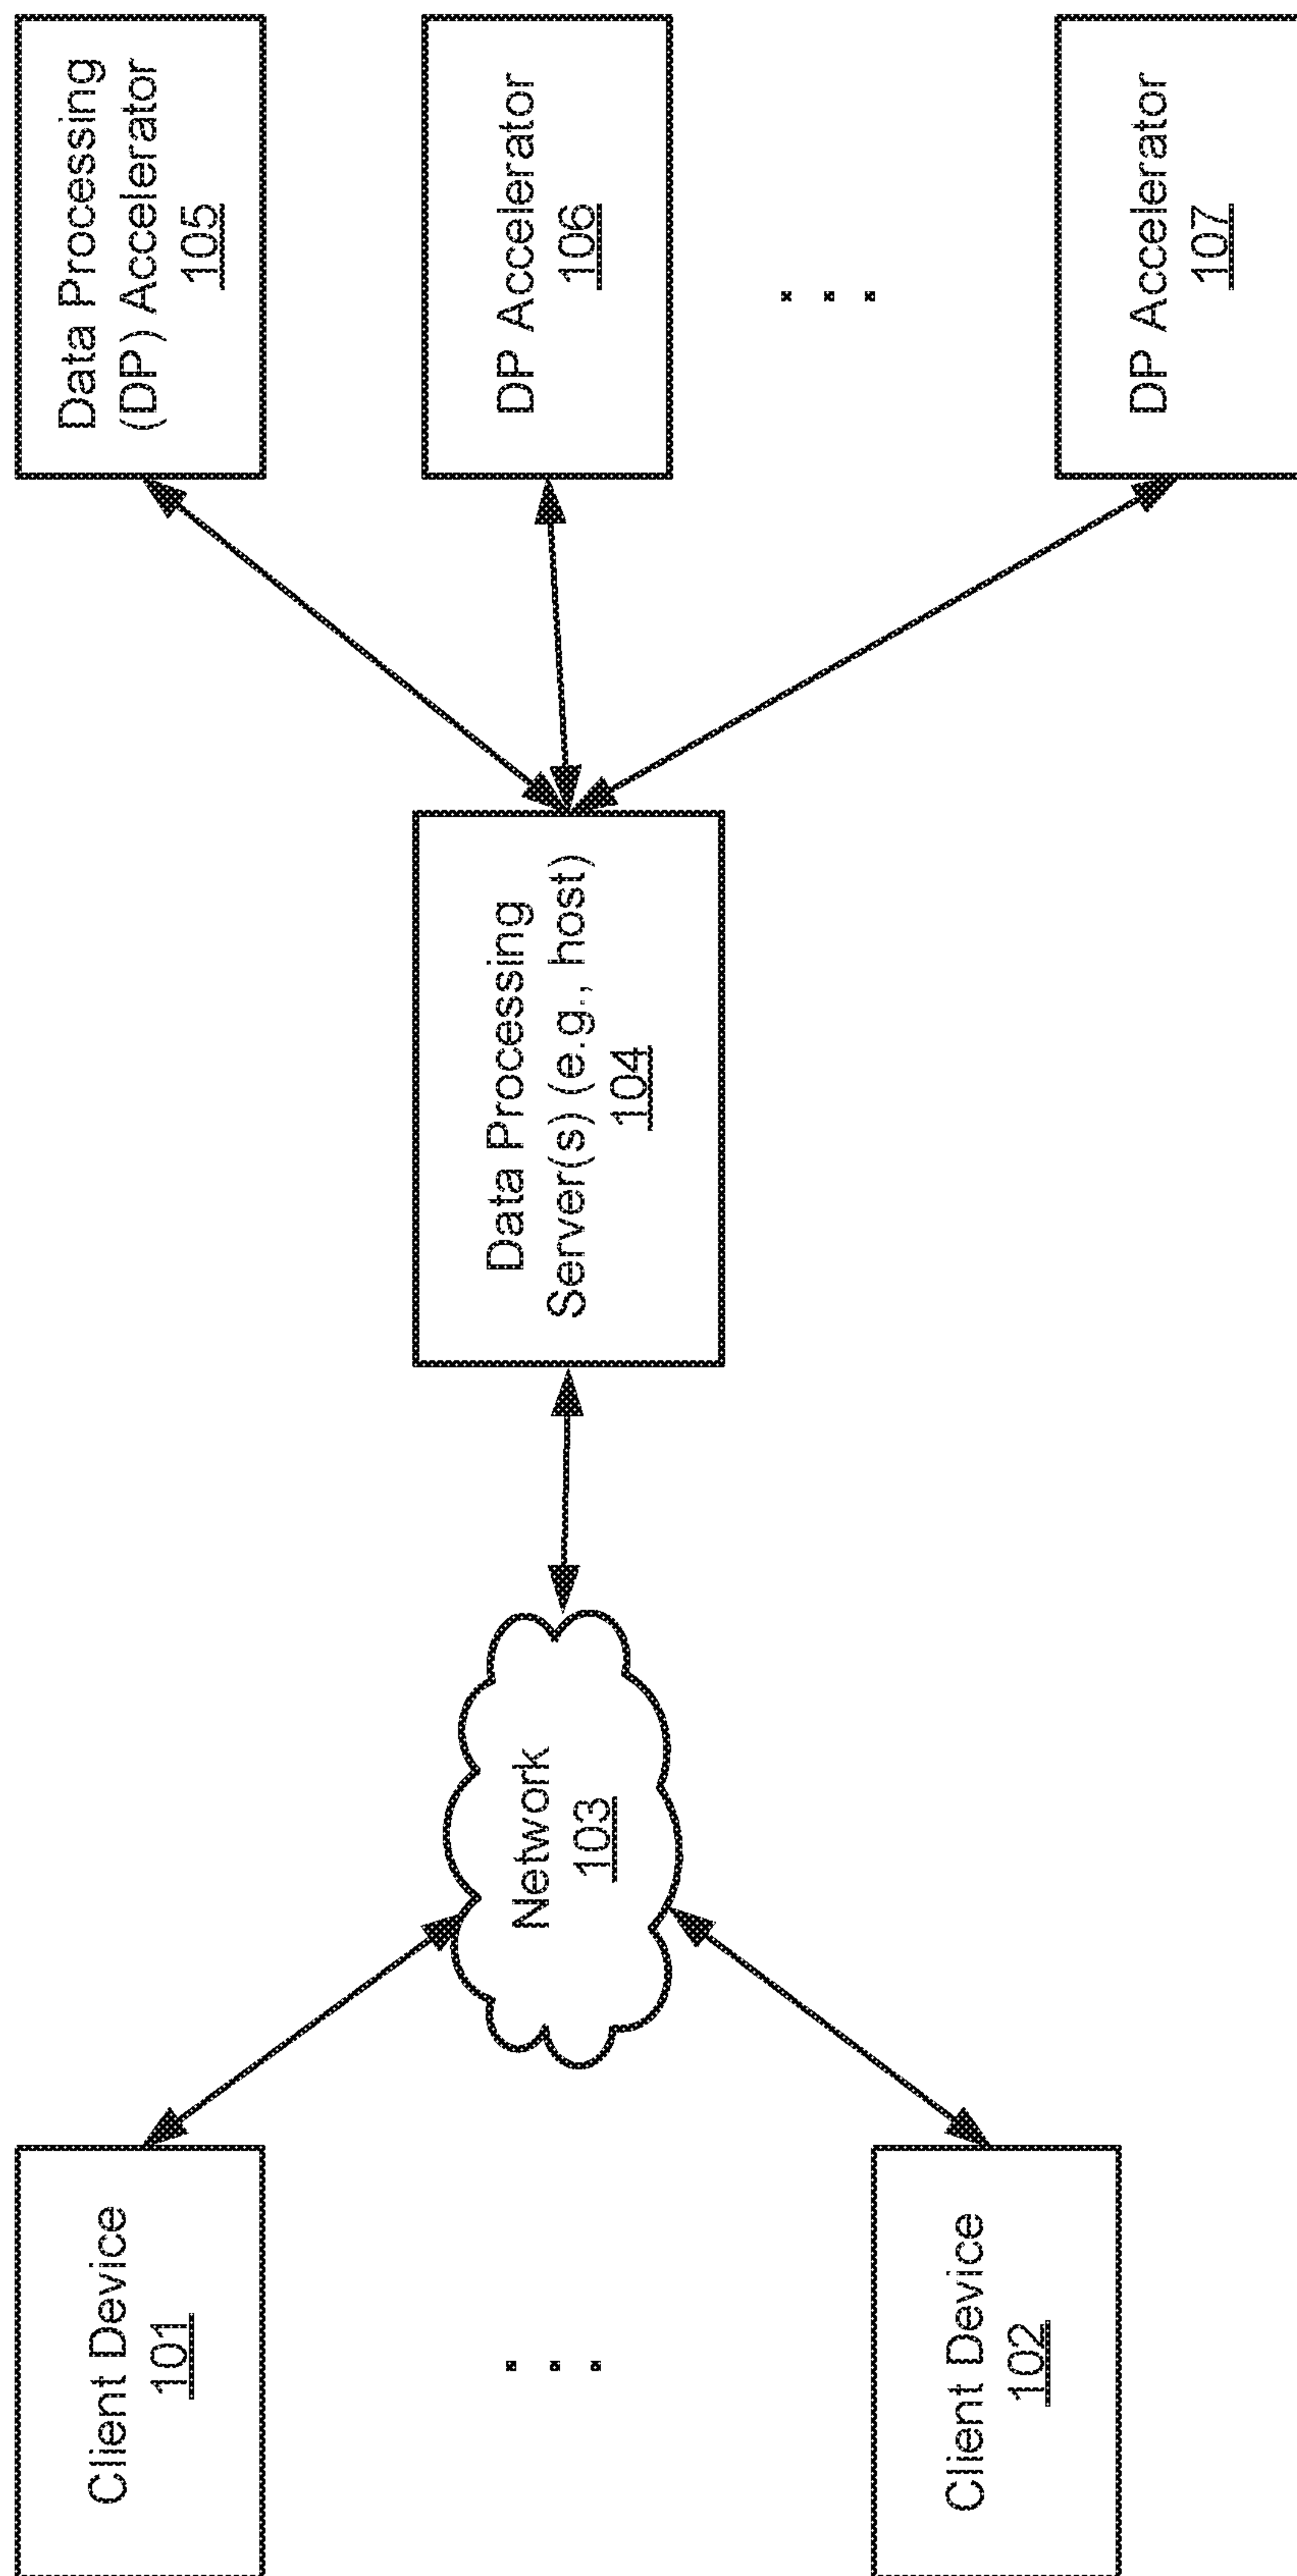 Client Device
101
Client Device
102
Network
103
Data Processing
Server(s) (e.g., host)
104
Data Processing
(DP) Accelerator
105
DP Accelerator
106
DP Accelerator
107